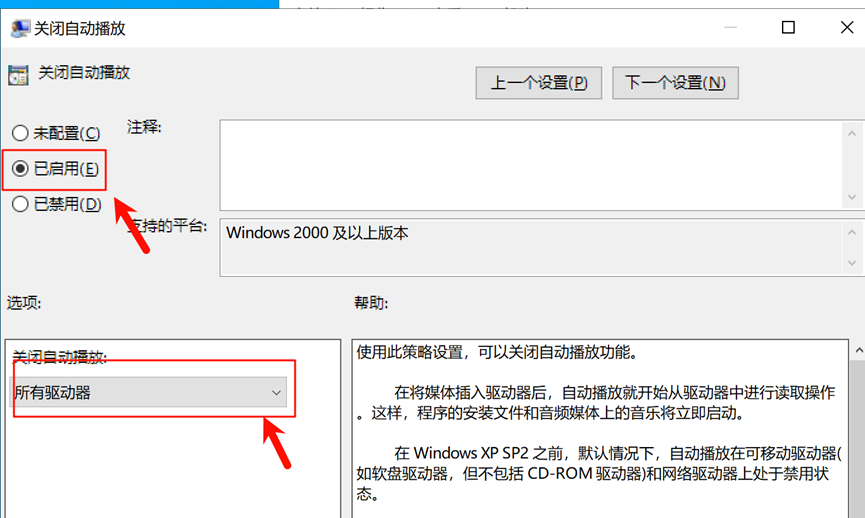 关闭自动播放
关闭自动播放
上一个设置(P)
下一个设置(N)
未配置(C)
注释:
已启用(E)
已禁用(D)
支持的平台:
Windows 2000 及以上版本
选项:
帮助:
关闭自动播放:
所有驱动器
使用此策略设置，可以关闭自动播放功能。
在将媒体插入驱动器后，自动播放就开始从驱动器中进行读取操作
。这样，程序的安装文件和音频媒体上的音乐将立即启动。
在 Windows XP SP2 之前，默认情况下，自动播放在可移动驱动器(
如软盘驱动器，但不包括 CD-ROM 驱动器)和网络驱动器上处于禁用状
态。